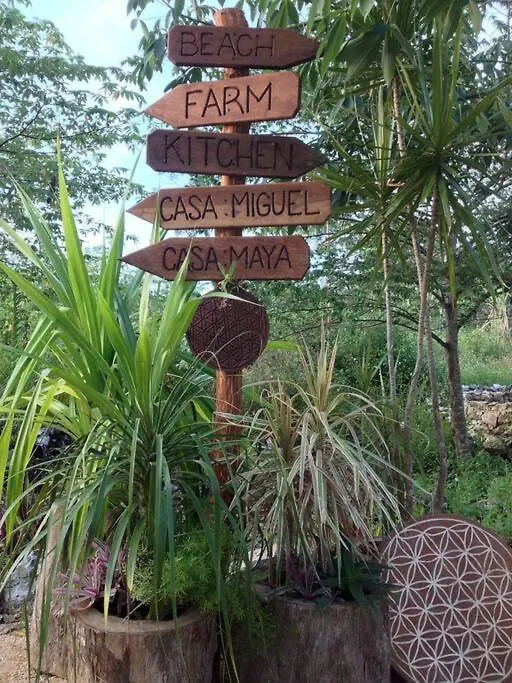 BEACH
FARM
KITCHEN
CASA : MIGUEL
CASA : MAYA